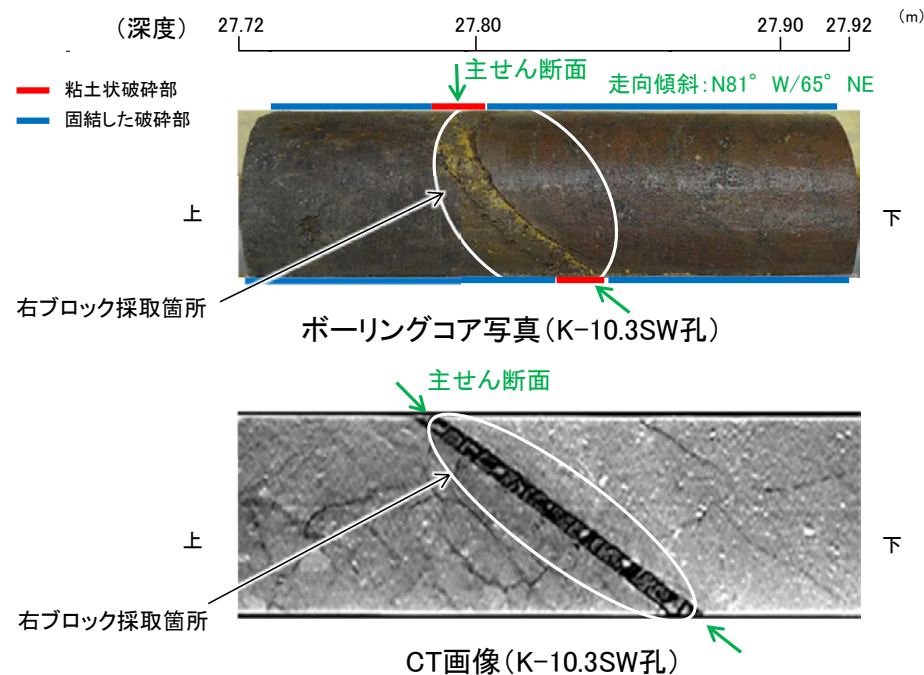 (深度) 27.72 27.80 27.90 27.92 (m)
主せん断面
走向傾斜:N81° W/65° NE
粘土状破砕部
固結した破砕部
上
下
右ブロック採取箇所
ボーリングコア写真(K-10.3SW孔)
主せん断面
上
下
右ブロック採取箇所
CT画像(K-10.3SW孔)